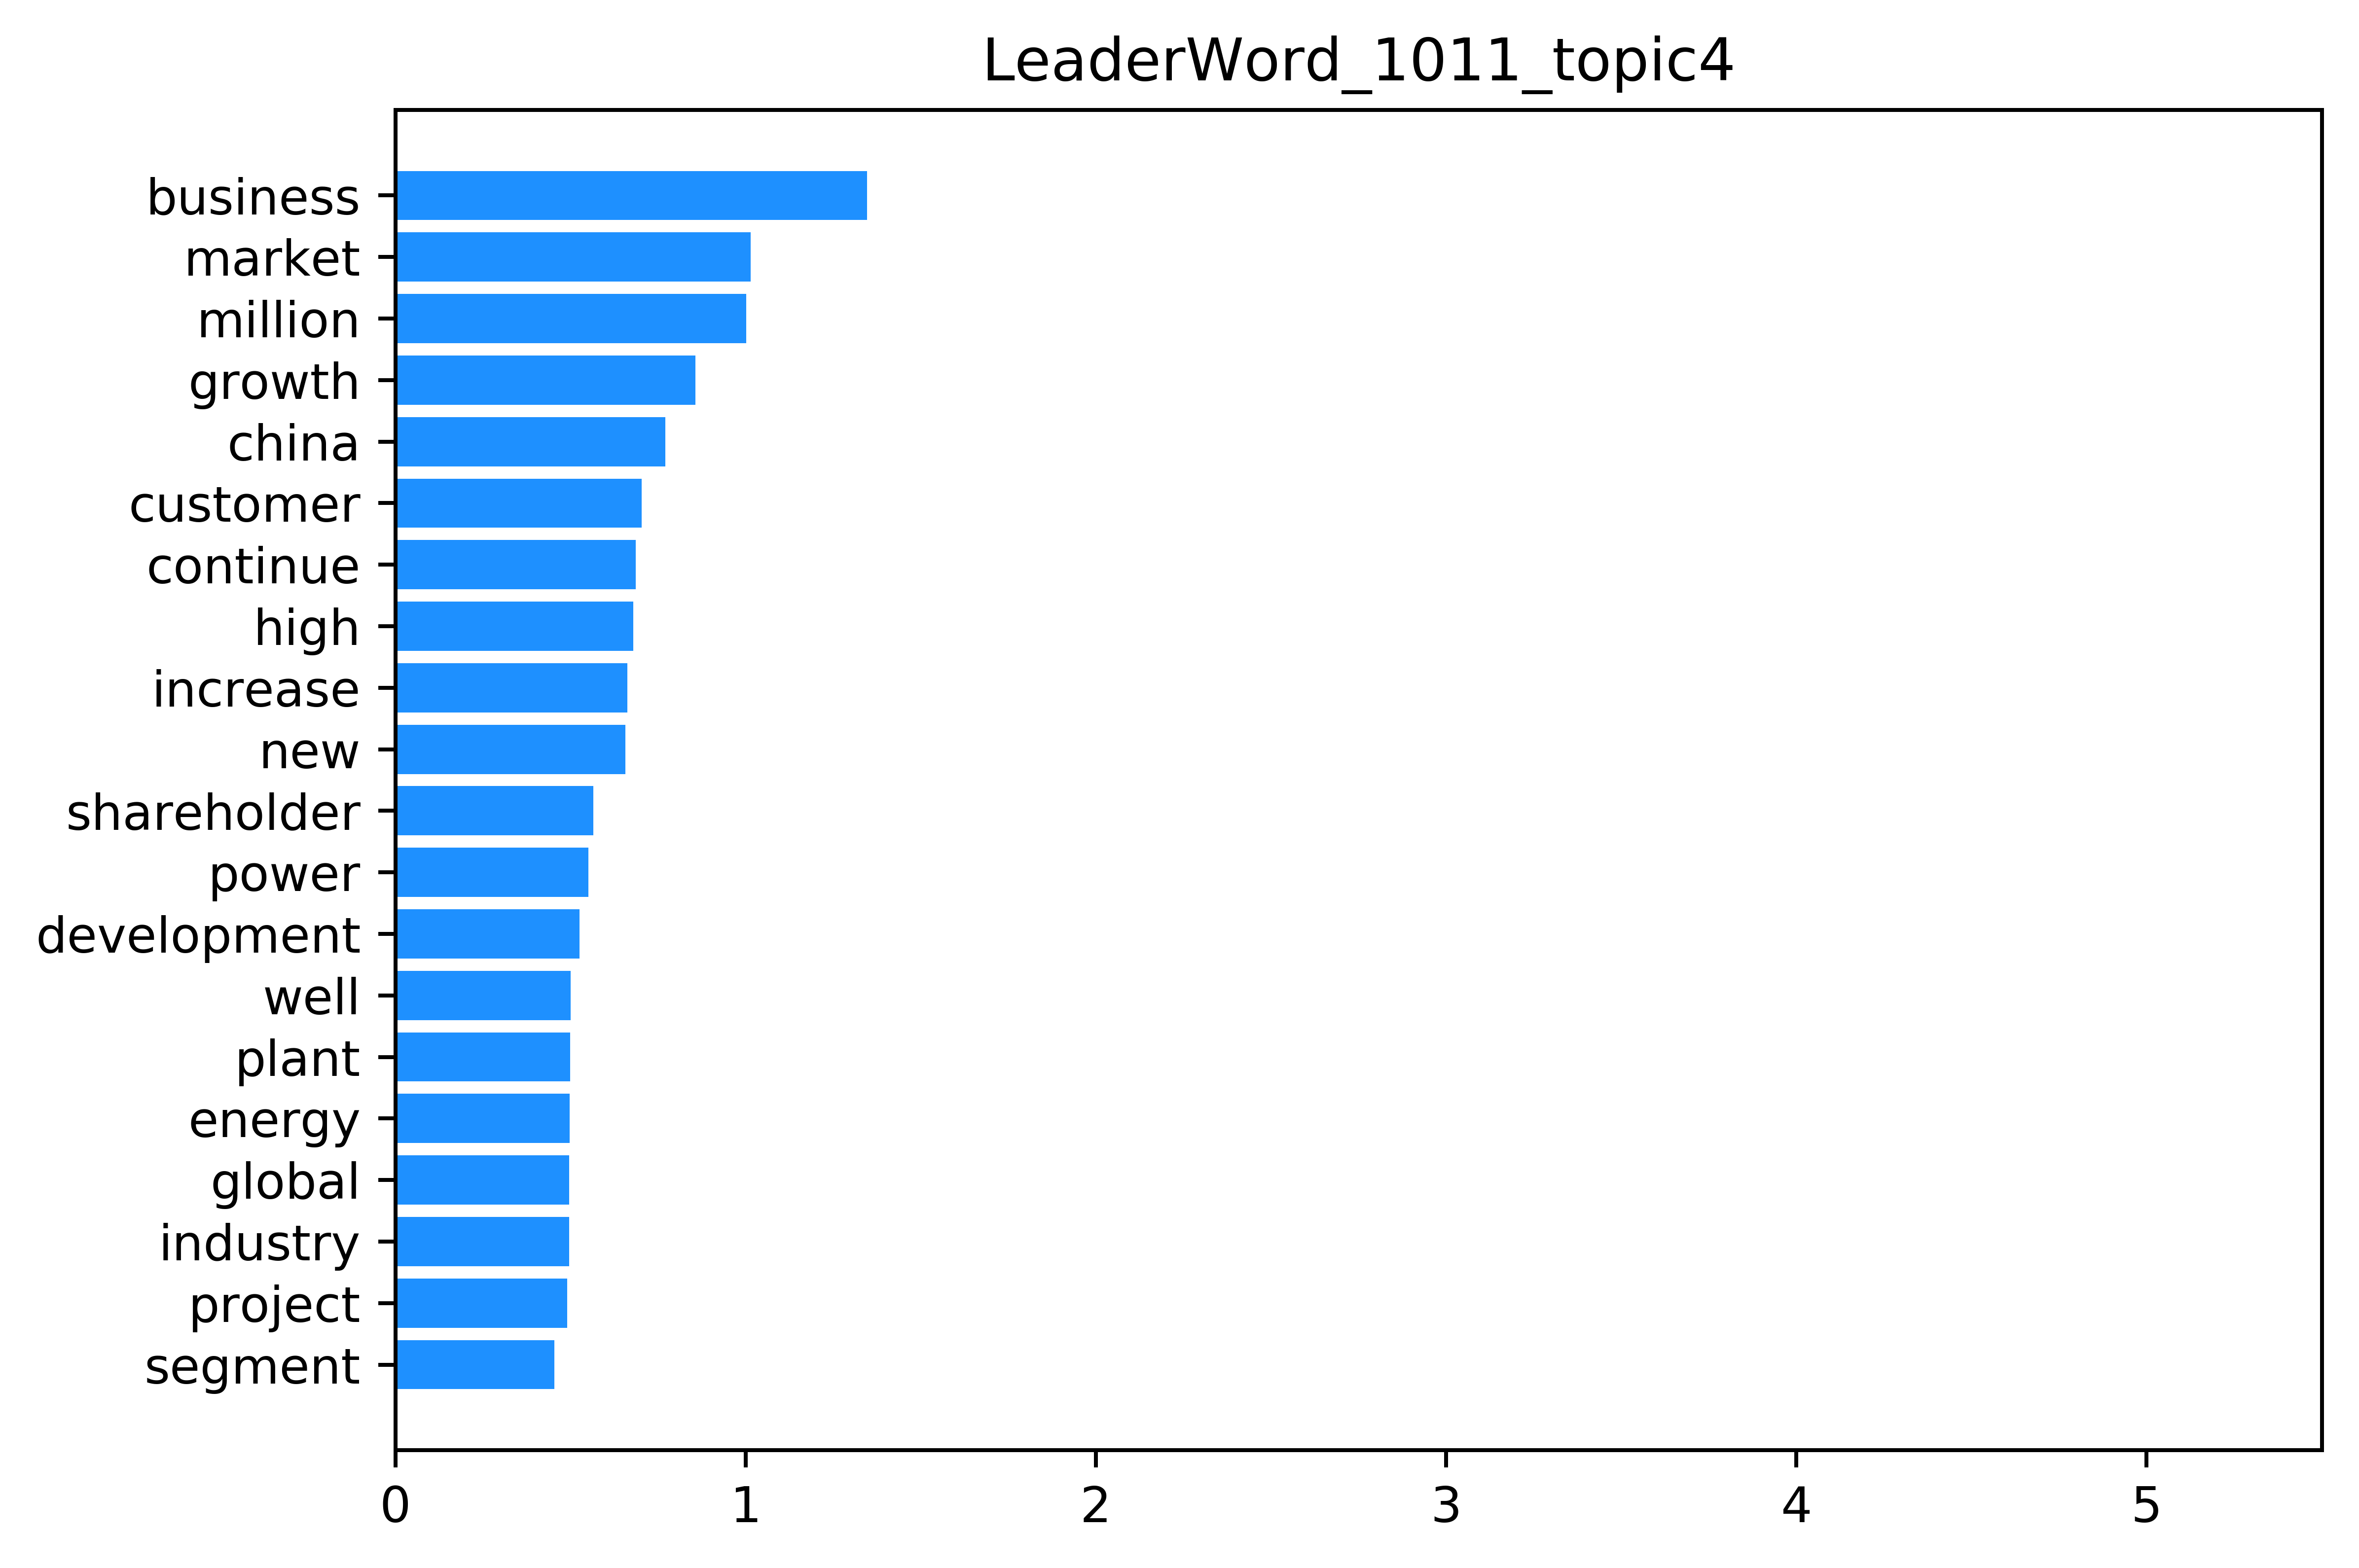 LeaderWord_1011_topic4
business
market
million
growth
china
customer
continue
high
increase
new
shareholder
power
development
well
plant
energy
global
industry
project
segment
0 1 2 3 4 5